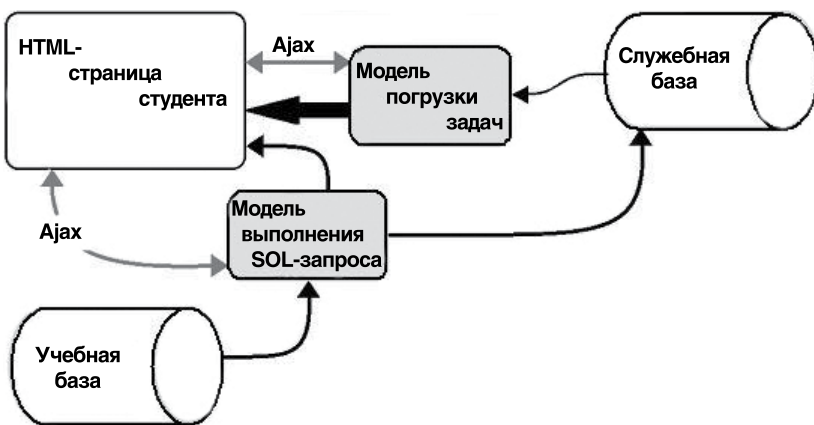 HTML-
страница
студента
Ajax
Модель
погрузки
задач
Служебная
база
Ajax
Модель
выполнения
SOL-запроса
Учебная
база